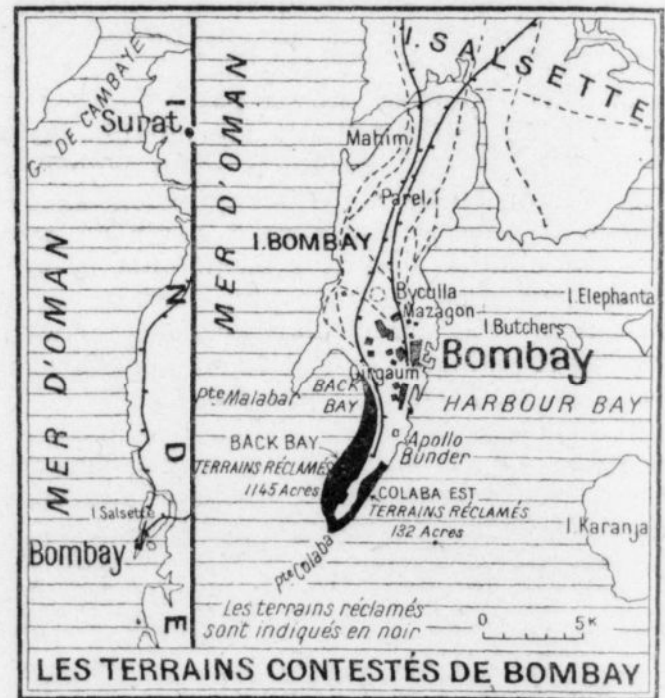 G. DE CAMBAYE
Surat
MER D'OMAN
INDE
I. Salsette
Bombay
MER D'OMAN
I. SALSETTE
Mahim
Parel
I. BOMBAY
Byculla
Mazagon
I. Elephanta
I. Butchers
Bombay
Girgaum
pte Malabar
BACK
BAY
HARBOUR BAY
BACK BAY
TERRAINS RÉCLAMÉS
1145 Acres
Apollo
Bunder
COLABA EST
TERRAINS RÉCLAMÉS
132 Acres
I. Karanja
pte Colaba
Les terrains réclamés
sont indiqués en noir
0 5K
LES TERRAINS CONTESTÉS DE BOMBAY